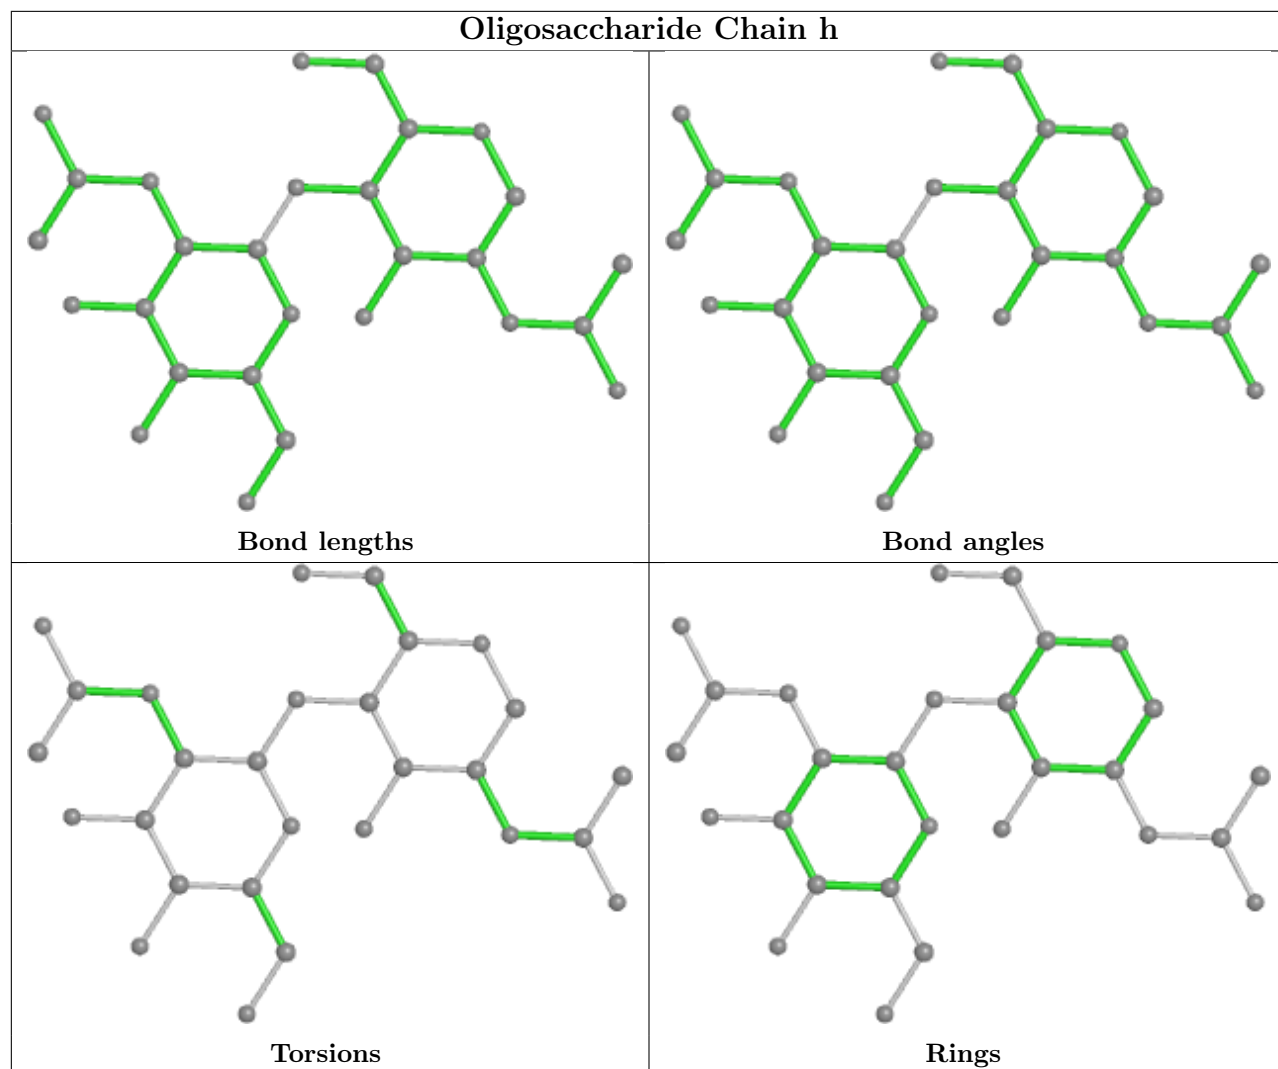 Oligosaccharide Chain h
Bond lengths
Bond angles
Torsions
Rings